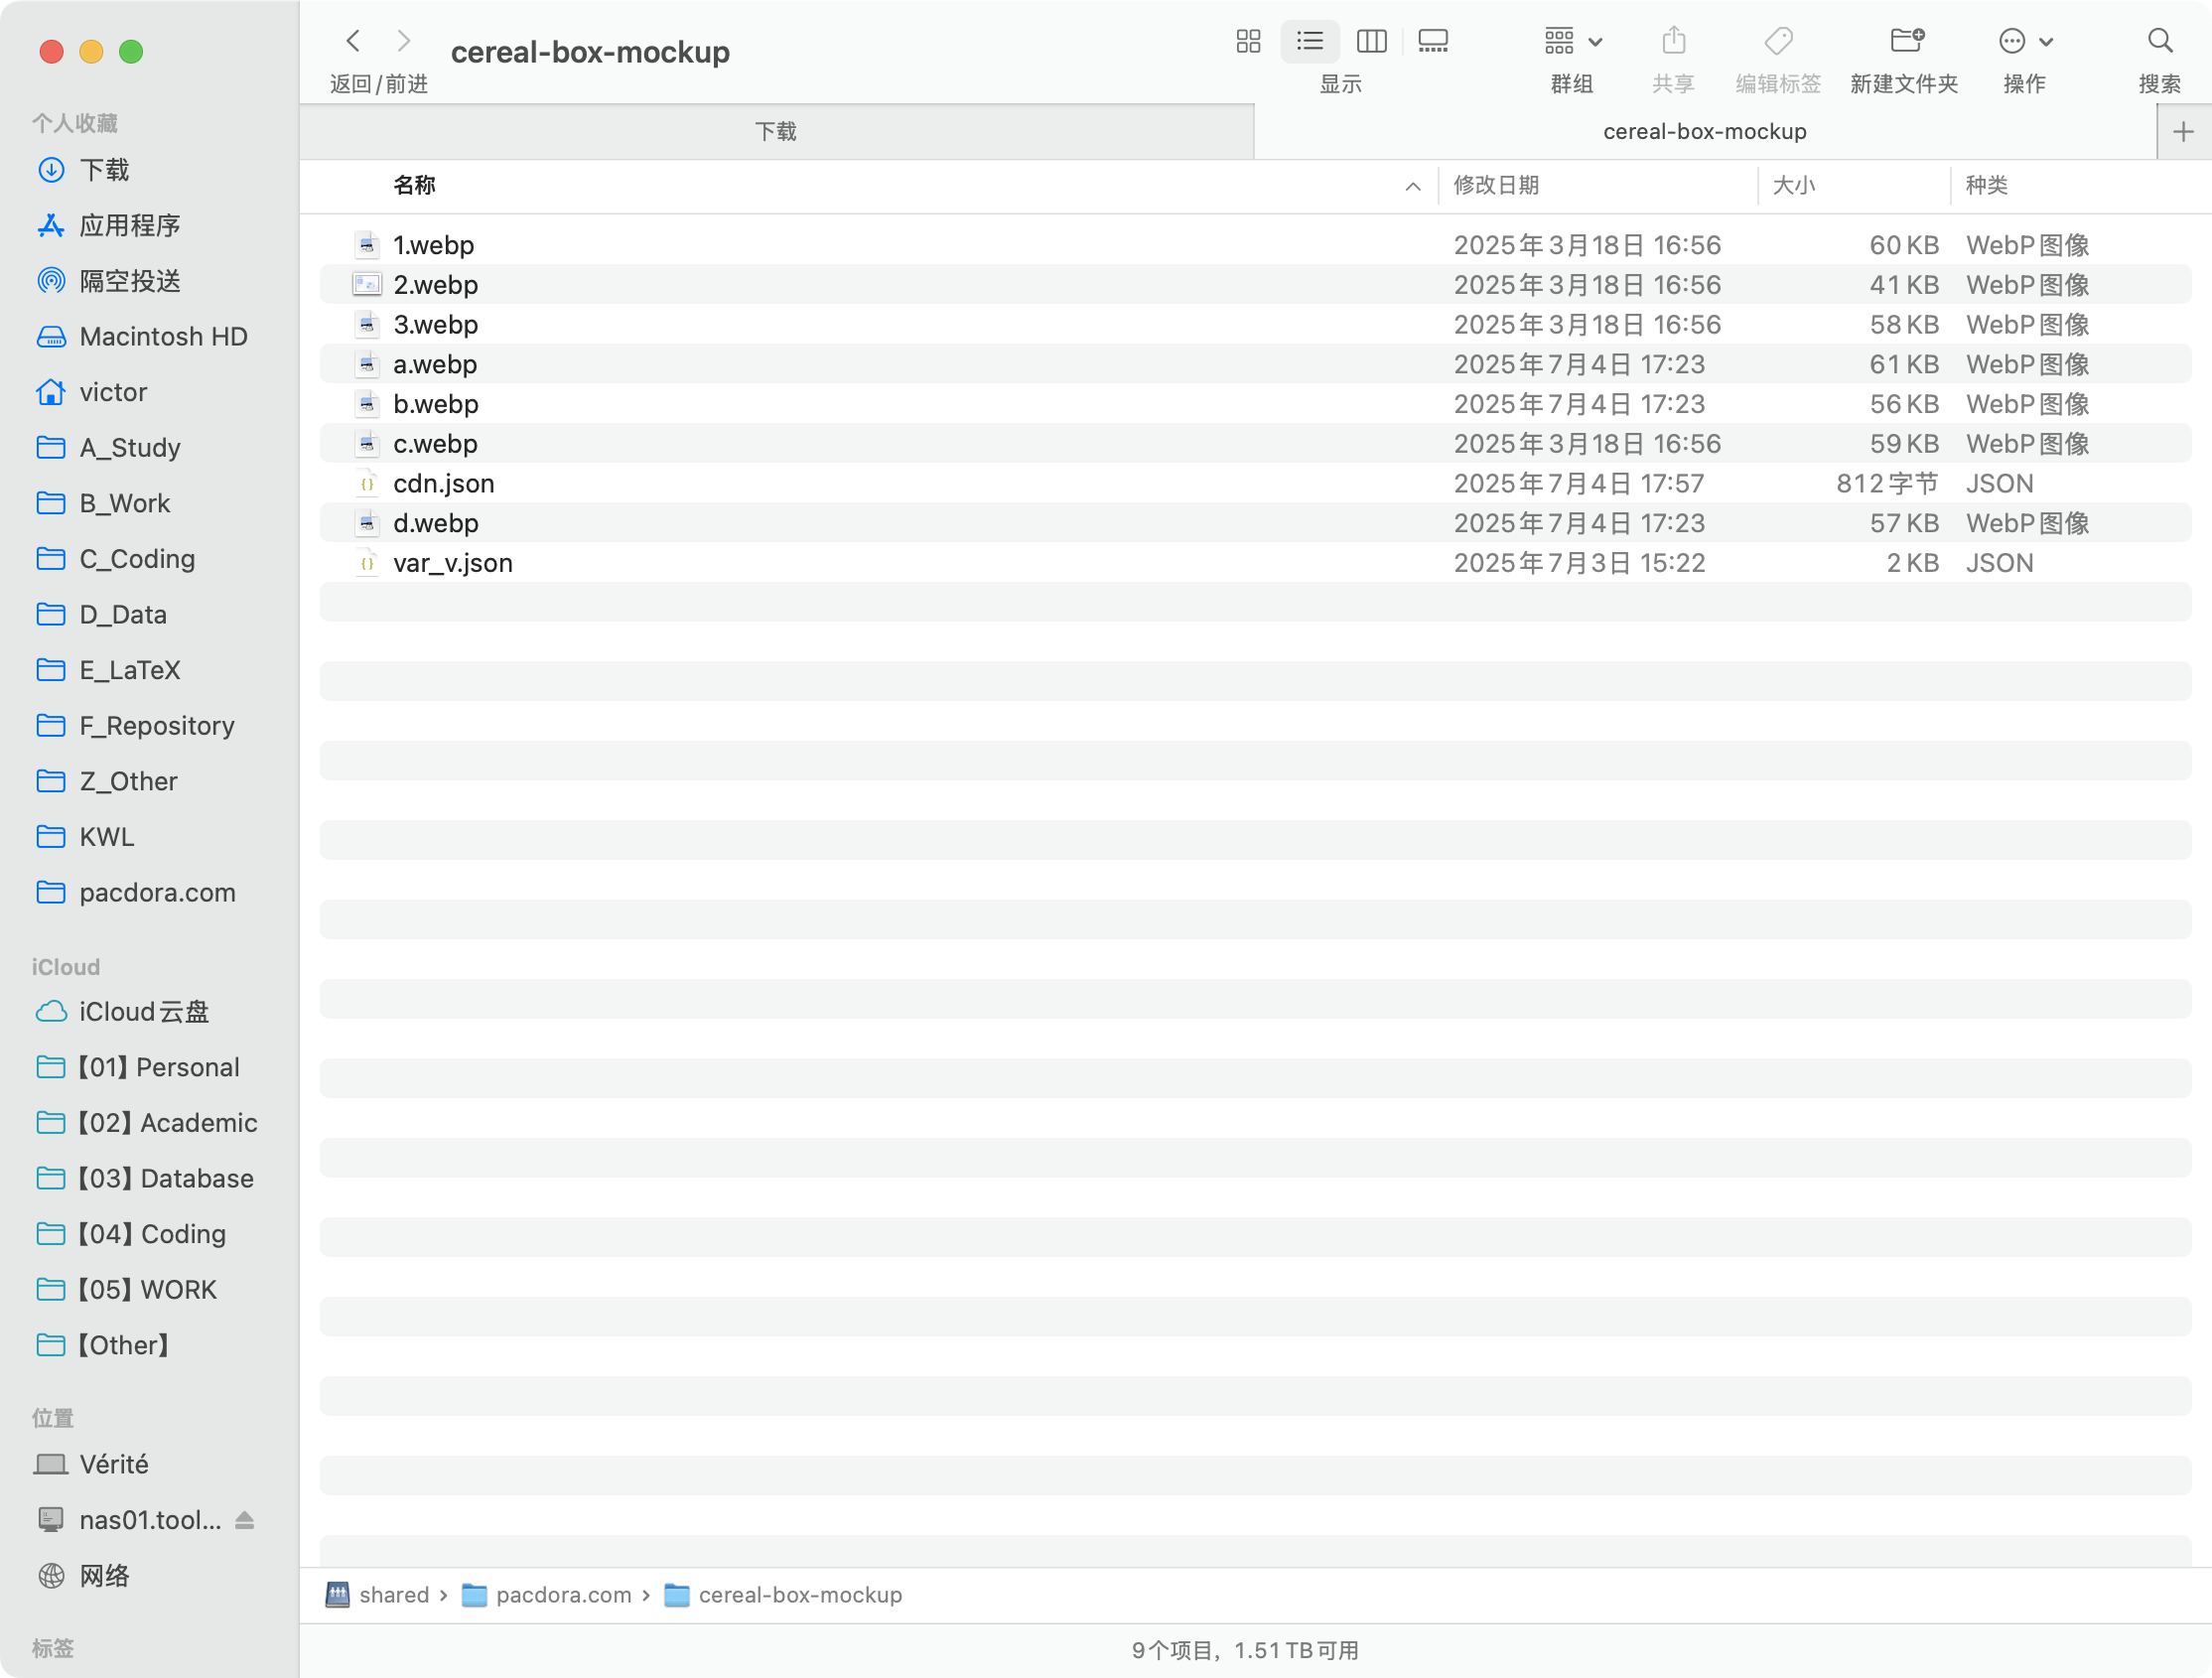 cereal-box-mockup
返回/前进
显示
群组
共享
编辑标签
新建文件夹
操作
搜索
下载
cereal-box-mockup
个人收藏
下载
应用程序
隔空投送
Macintosh HD
victor
A_Study
B_Work
C_Coding
D_Data
E_LaTeX
F_Repository
Z_Other
KWL
pacdora.com
iCloud
iCloud云盘
【01】Personal
【02】Academic
【03】Database
【04】Coding
【05】WORK
【Other】
位置
Vérité
nas01.tool...
网络
标签
名称 修改日期 大小 种类
1.webp 2025年3月18日 16:56 60 KB WebP图像
2.webp 2025年3月18日 16:56 41 KB WebP图像
3.webp 2025年3月18日 16:56 58 KB WebP图像
a.webp 2025年7月4日 17:23 61 KB WebP图像
b.webp 2025年7月4日 17:23 56 KB WebP图像
c.webp 2025年3月18日 16:56 59 KB WebP图像
cdn.json 2025年7月4日 17:57 812字节 JSON
d.webp 2025年7月4日 17:23 57 KB WebP图像
var_v.json 2025年7月3日 15:22 2 KB JSON
shared › pacdora.com › cereal-box-mockup
9个项目，1.51 TB可用